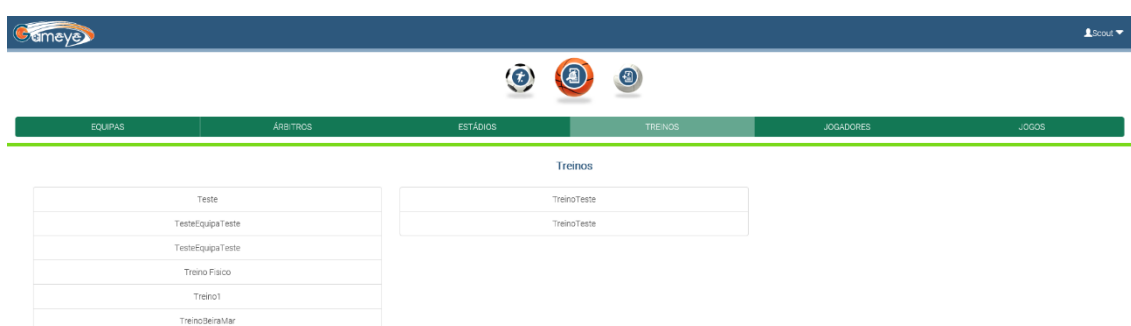 Gameye
Scout
EQUIPAS ÁRBITROS ESTÁDIOS TREINOS JOGADORES JOGOS
Treinos
Teste TreinoTeste
TesteEquipaTeste TreinoTeste
TesteEquipaTeste
Treino Fisico
Treino1
TreinoBeiraMar